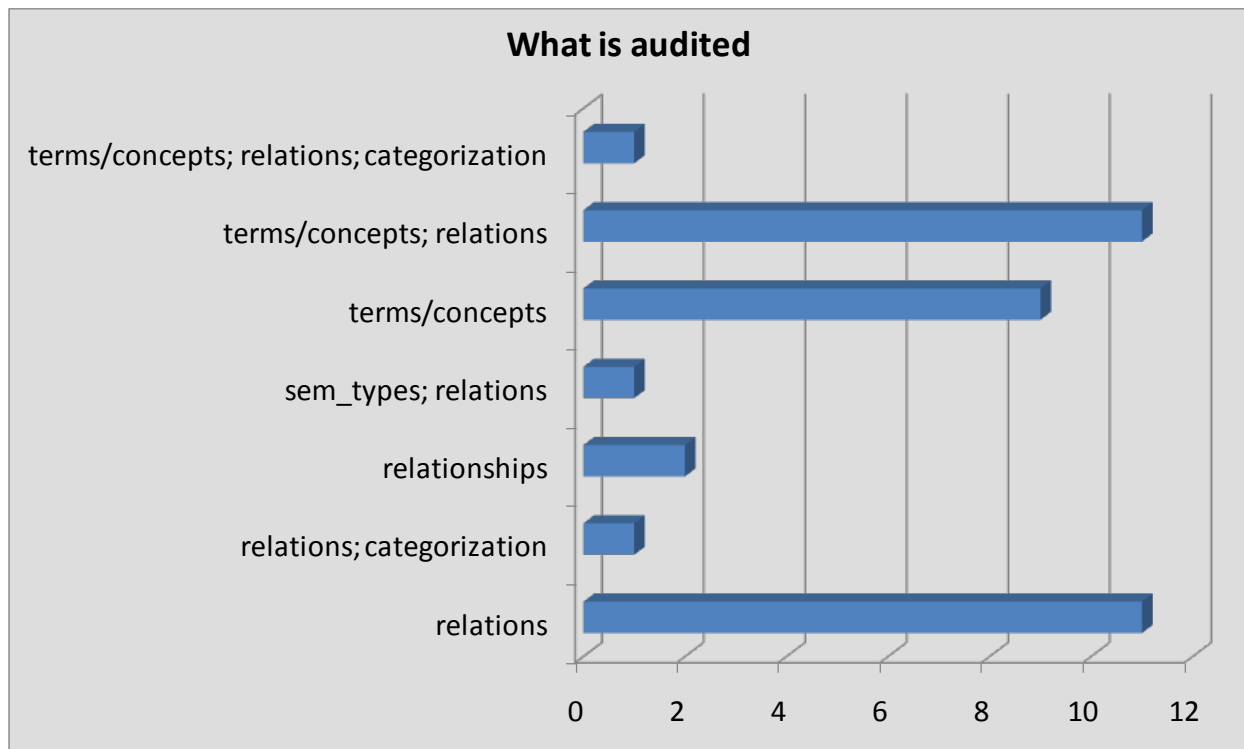 What is audited
terms/concepts; relations; categorization
terms/concepts; relations
terms/concepts
sem_types; relations
relationships
relations; categorization
relations
0 2 4 6 8 10 12